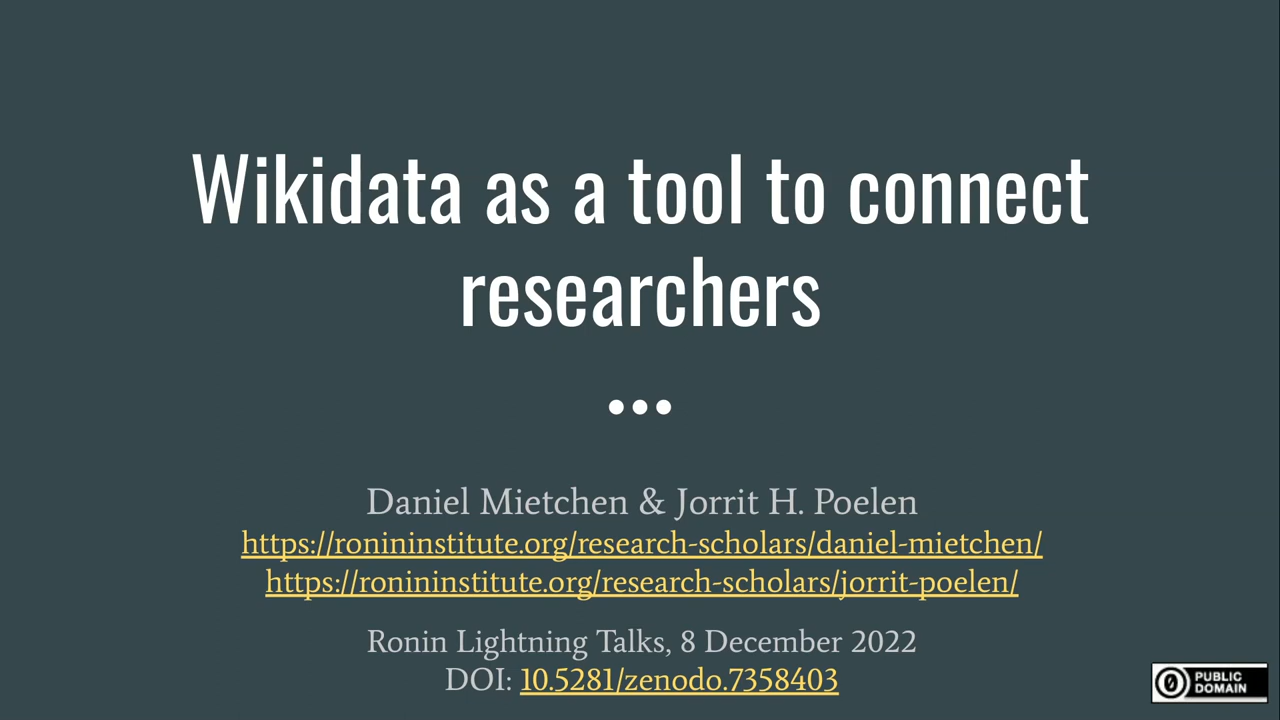 Wikidata as a tool to connect
researchers
Daniel Mietchen & Jorrit H. Poelen
https://ronininstitute.org/research-scholars/daniel-mietchen/
https://ronininstitute.org/research-scholars/jorrit-poelen/
Ronin Lightning Talks, 8 December 2022
DOI: 10.5281/zenodo.7358403
PUBLIC
DOMAIN